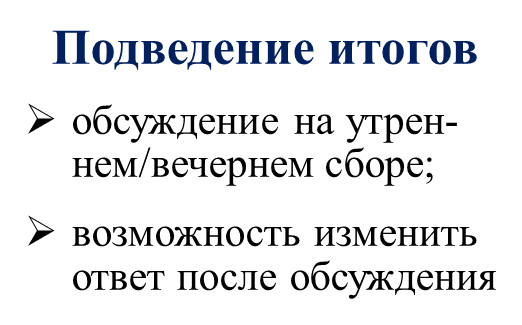 Подведение итогов
➢ обсуждение на утрен-
нем/вечернем сборе;
➢ возможность изменить
ответ после обсуждения